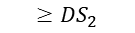 ≥ DS₂